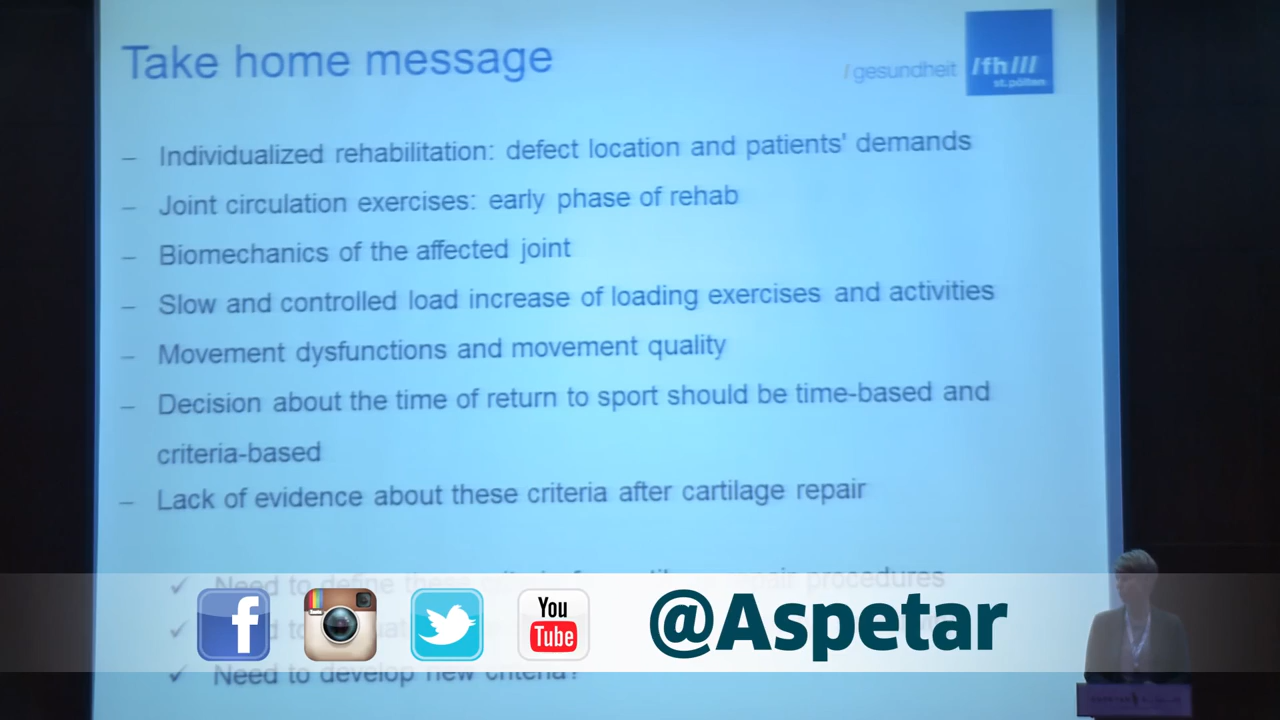 Take home message
/gesundheit
/fh///
st.pölten
– Individualized rehabilitation: defect location and patients' demands
– Joint circulation exercises: early phase of rehab
– Biomechanics of the affected joint
– Slow and controlled load increase of loading exercises and activities
– Movement dysfunctions and movement quality
– Decision about the time of return to sport should be time-based and
criteria-based
– Lack of evidence about these criteria after cartilage repair
✓ Need to define these procedures
✓ Need to develop new criteria?
f
You
Tube
@Aspetar